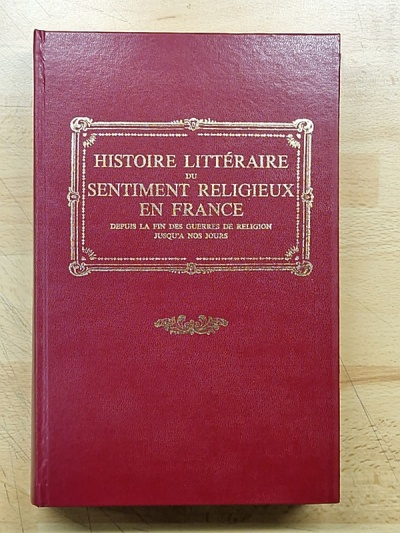 HISTOIRE LITTÉRAIRE
DU
SENTIMENT RELIGIEUX
EN FRANCE
DEPUIS LA FIN DES GUERRES DE RELIGION
JUSQU'A NOS JOURS